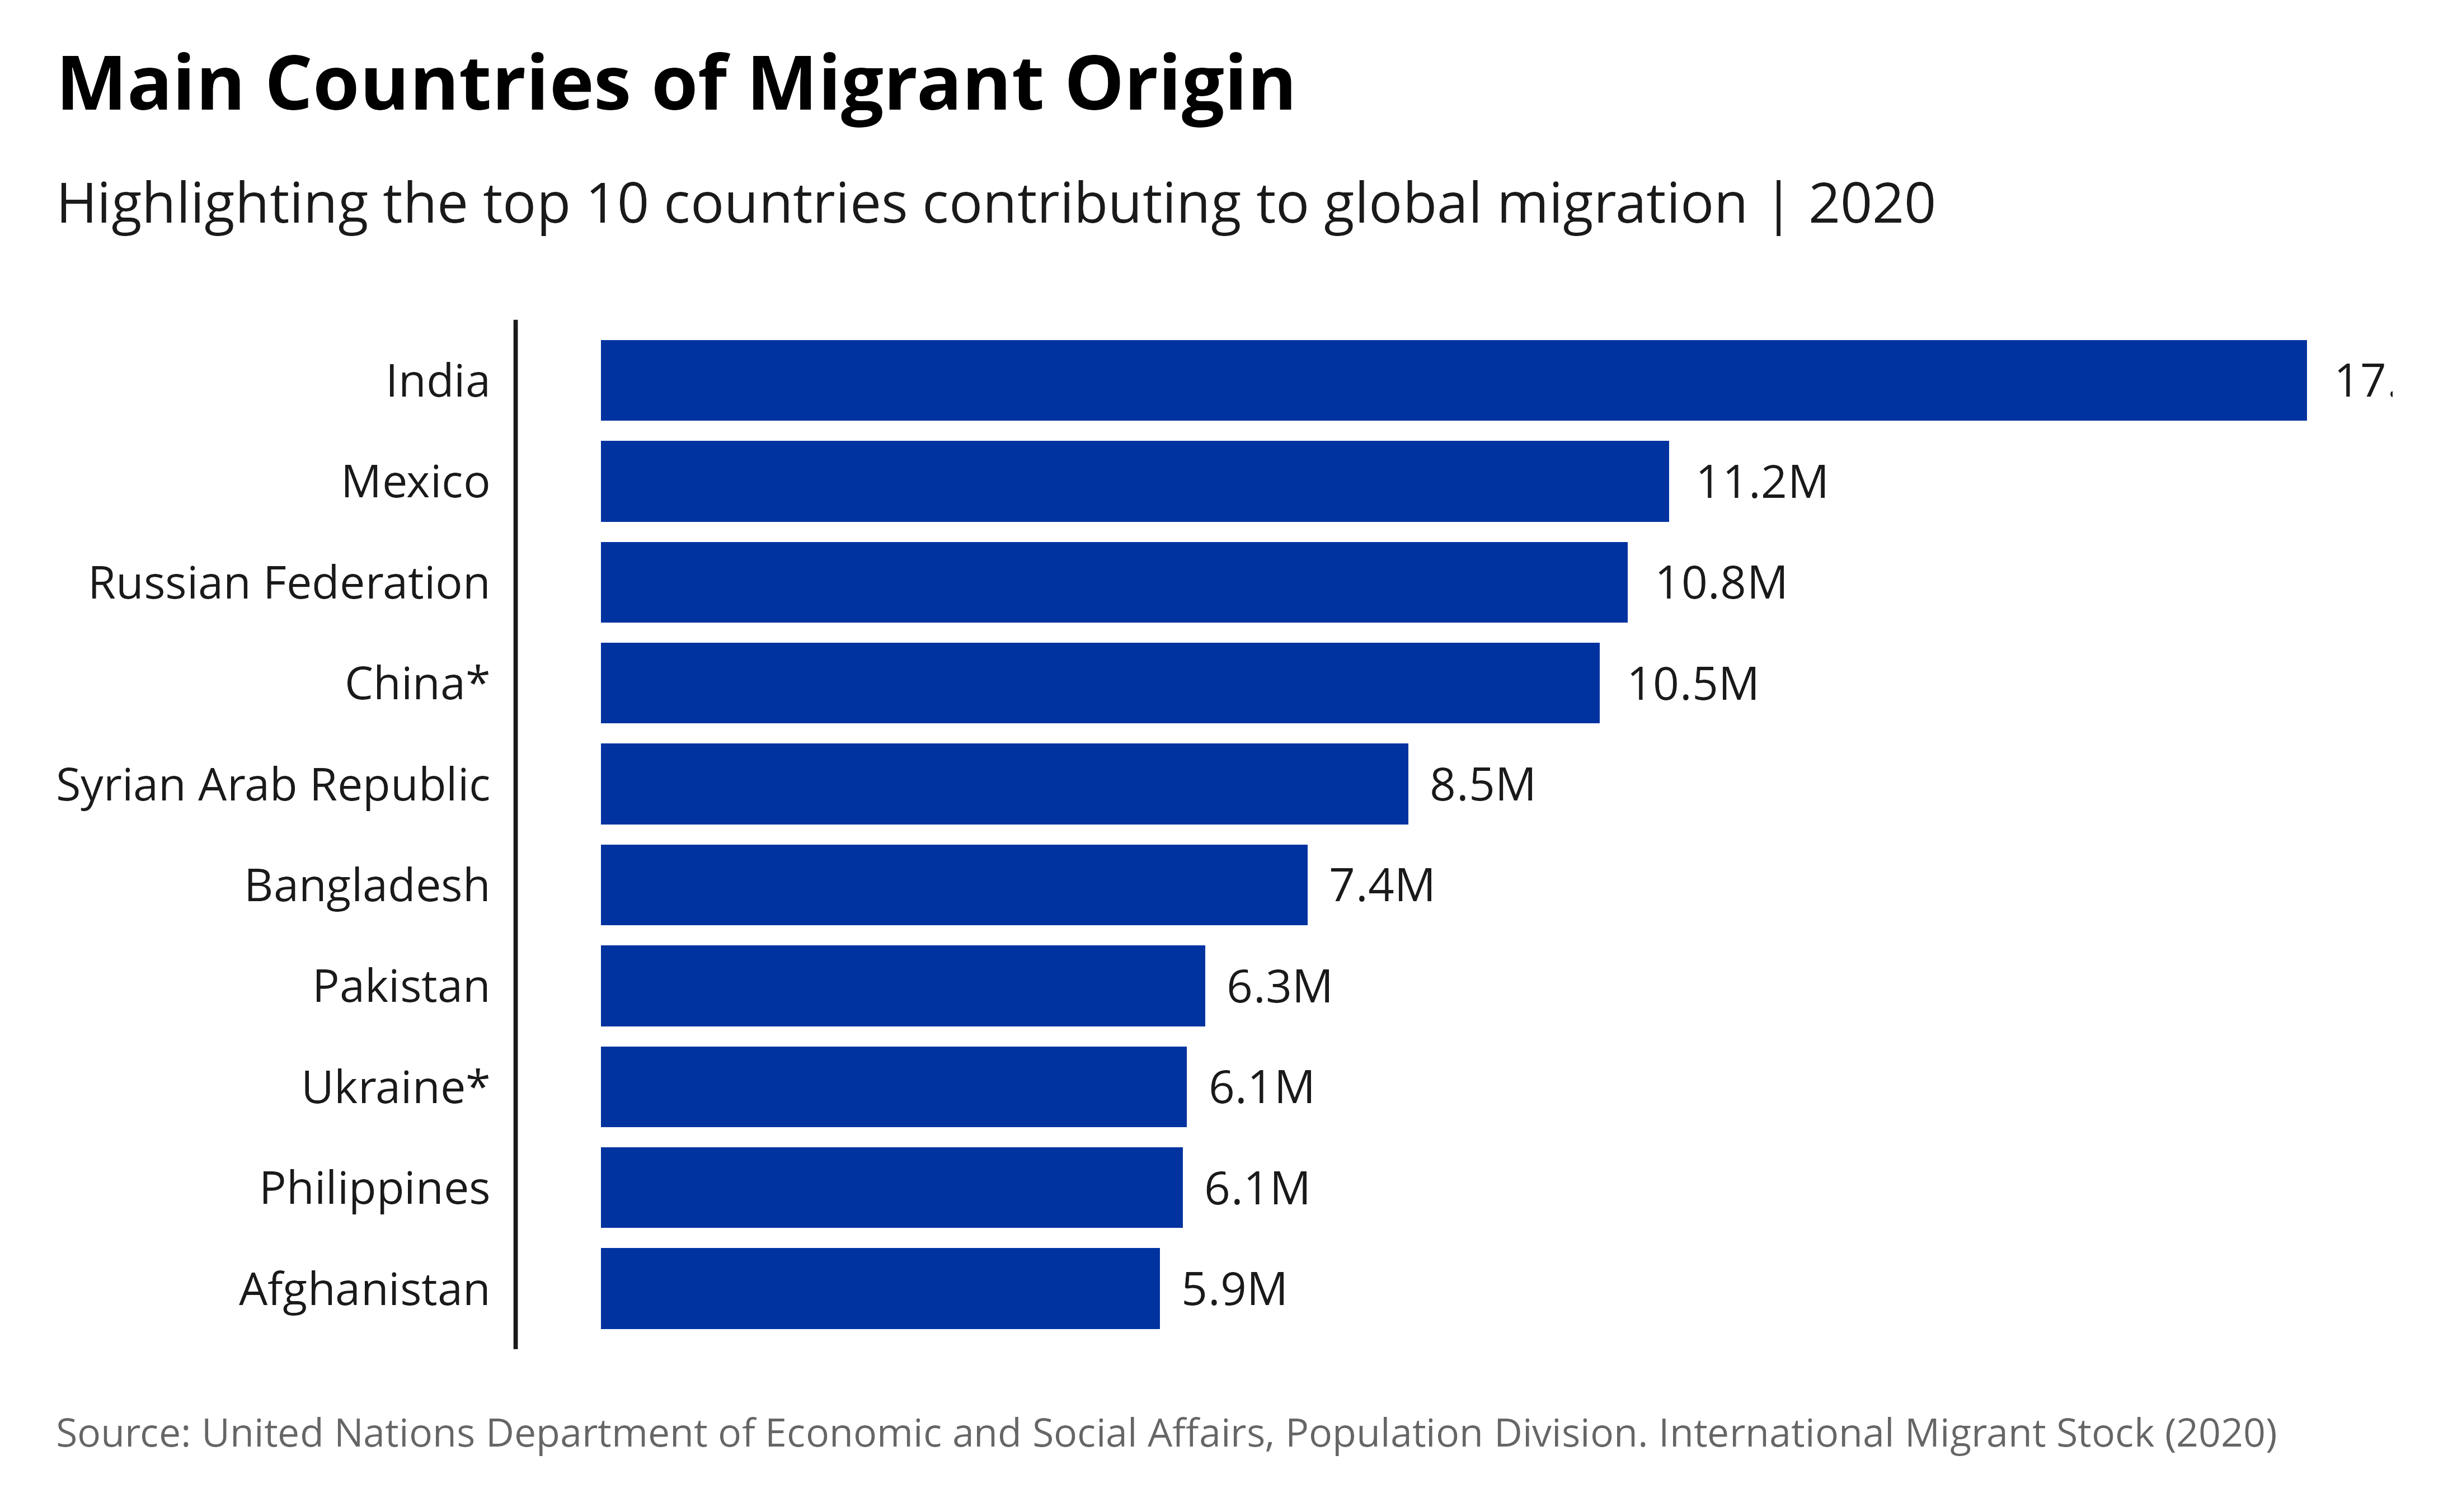 Main Countries of Migrant Origin
Highlighting the top 10 countries contributing to global migration | 2020
India 17.
Mexico 11.2M
Russian Federation 10.8M
China* 10.5M
Syrian Arab Republic 8.5M
Bangladesh 7.4M
Pakistan 6.3M
Ukraine* 6.1M
Philippines 6.1M
Afghanistan 5.9M
Source: United Nations Department of Economic and Social Affairs, Population Division. International Migrant Stock (2020)